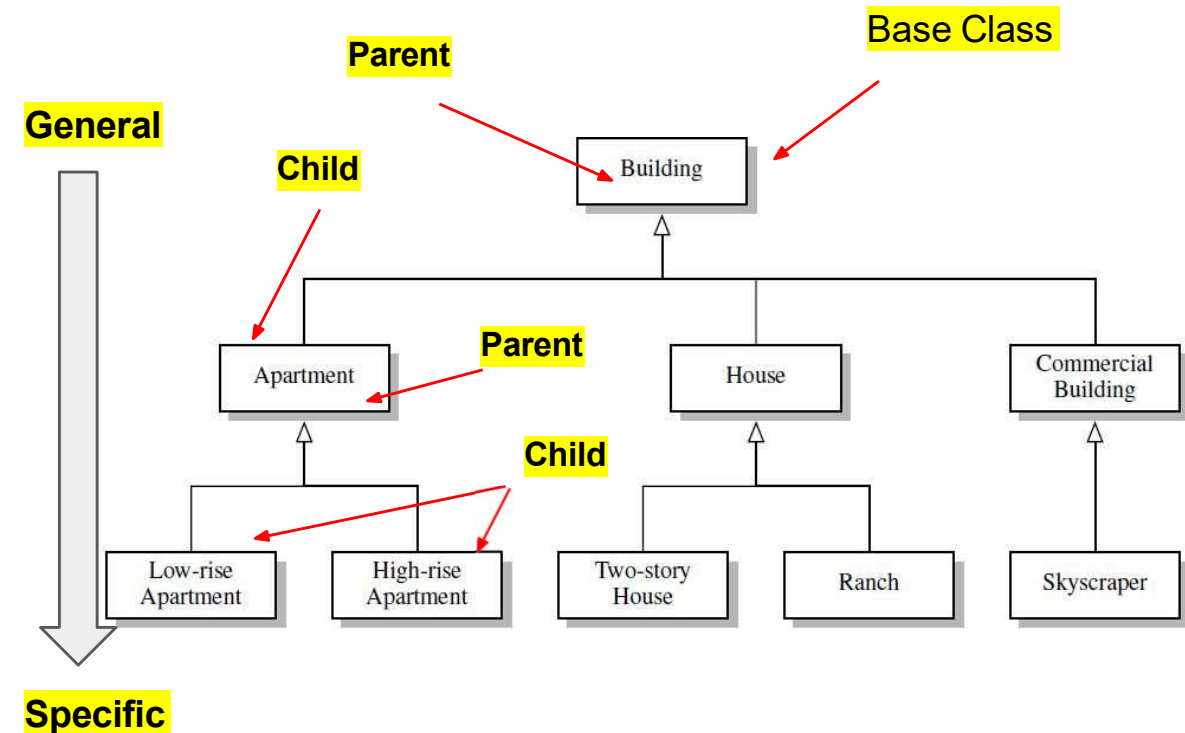 Base Class
Parent
General
Child
Building
Parent
Apartment
House
Commercial
Building
Child
Low-rise
Apartment
High-rise
Apartment
Two-story
House
Ranch
Skyscraper
Specific